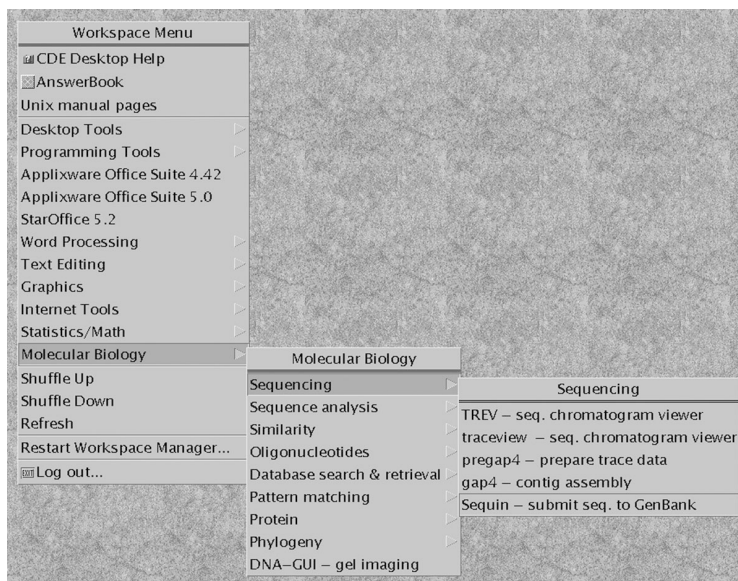 Workspace Menu
CDE Desktop Help
AnswerBook
Unix manual pages
Desktop Tools
Programming Tools
Applixware Office Suite 4.42
Applixware Office Suite 5.0
StarOffice 5.2
Word Processing
Text Editing
Graphics
Internet Tools
Statistics/Math
Molecular Biology
Shuffle Up
Shuffle Down
Refresh
Restart Workspace Manager...
Log out...
Molecular Biology
Sequencing
Sequence analysis
Similarity
Oligonucleotides
Database search & retrieval
Pattern matching
Protein
Phylogeny
DNA–GUI – gel imaging
Sequencing
TREV – seq. chromatogram viewer
traceview – seq. chromatogram viewer
pregap4 – prepare trace data
gap4 – contig assembly
Sequin – submit seq. to GenBank